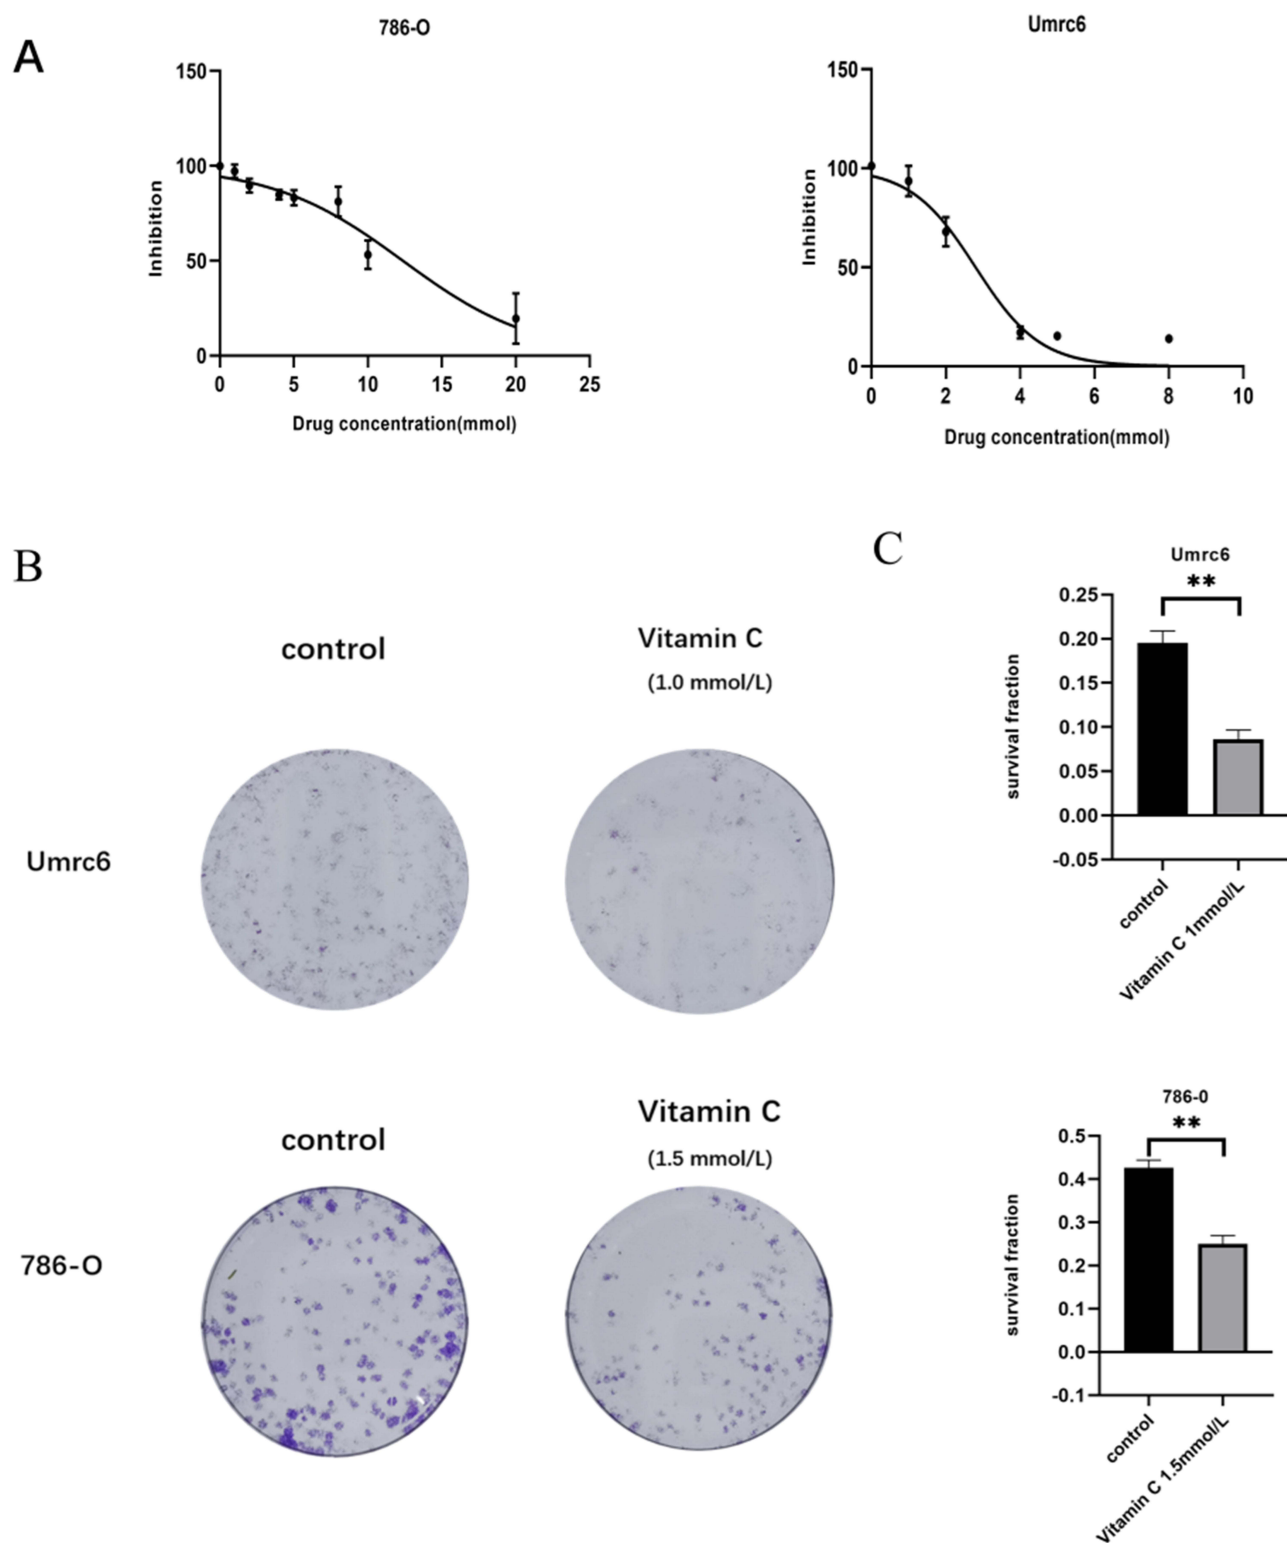 A
786-O
150
100
50
0
Inhibition
0 5 10 15 20 25
Drug concentration(mmol)
Umrc6
150
100
50
0
Inhibition
0 2 4 6 8 10
Drug concentration(mmol)
B
control
Vitamin C
(1.0 mmol/L)
Umrc6
control
Vitamin C
(1.5 mmol/L)
786-O
C
Umrc6
**
0.25
0.20
0.15
0.10
0.05
0.00
-0.05
survival fraction
control
Vitamin C 1mmol/L
786-0
**
0.5
0.4
0.3
0.2
0.1
0.0
-0.1
survival fraction
control
Vitamin C 1.5mmol/L